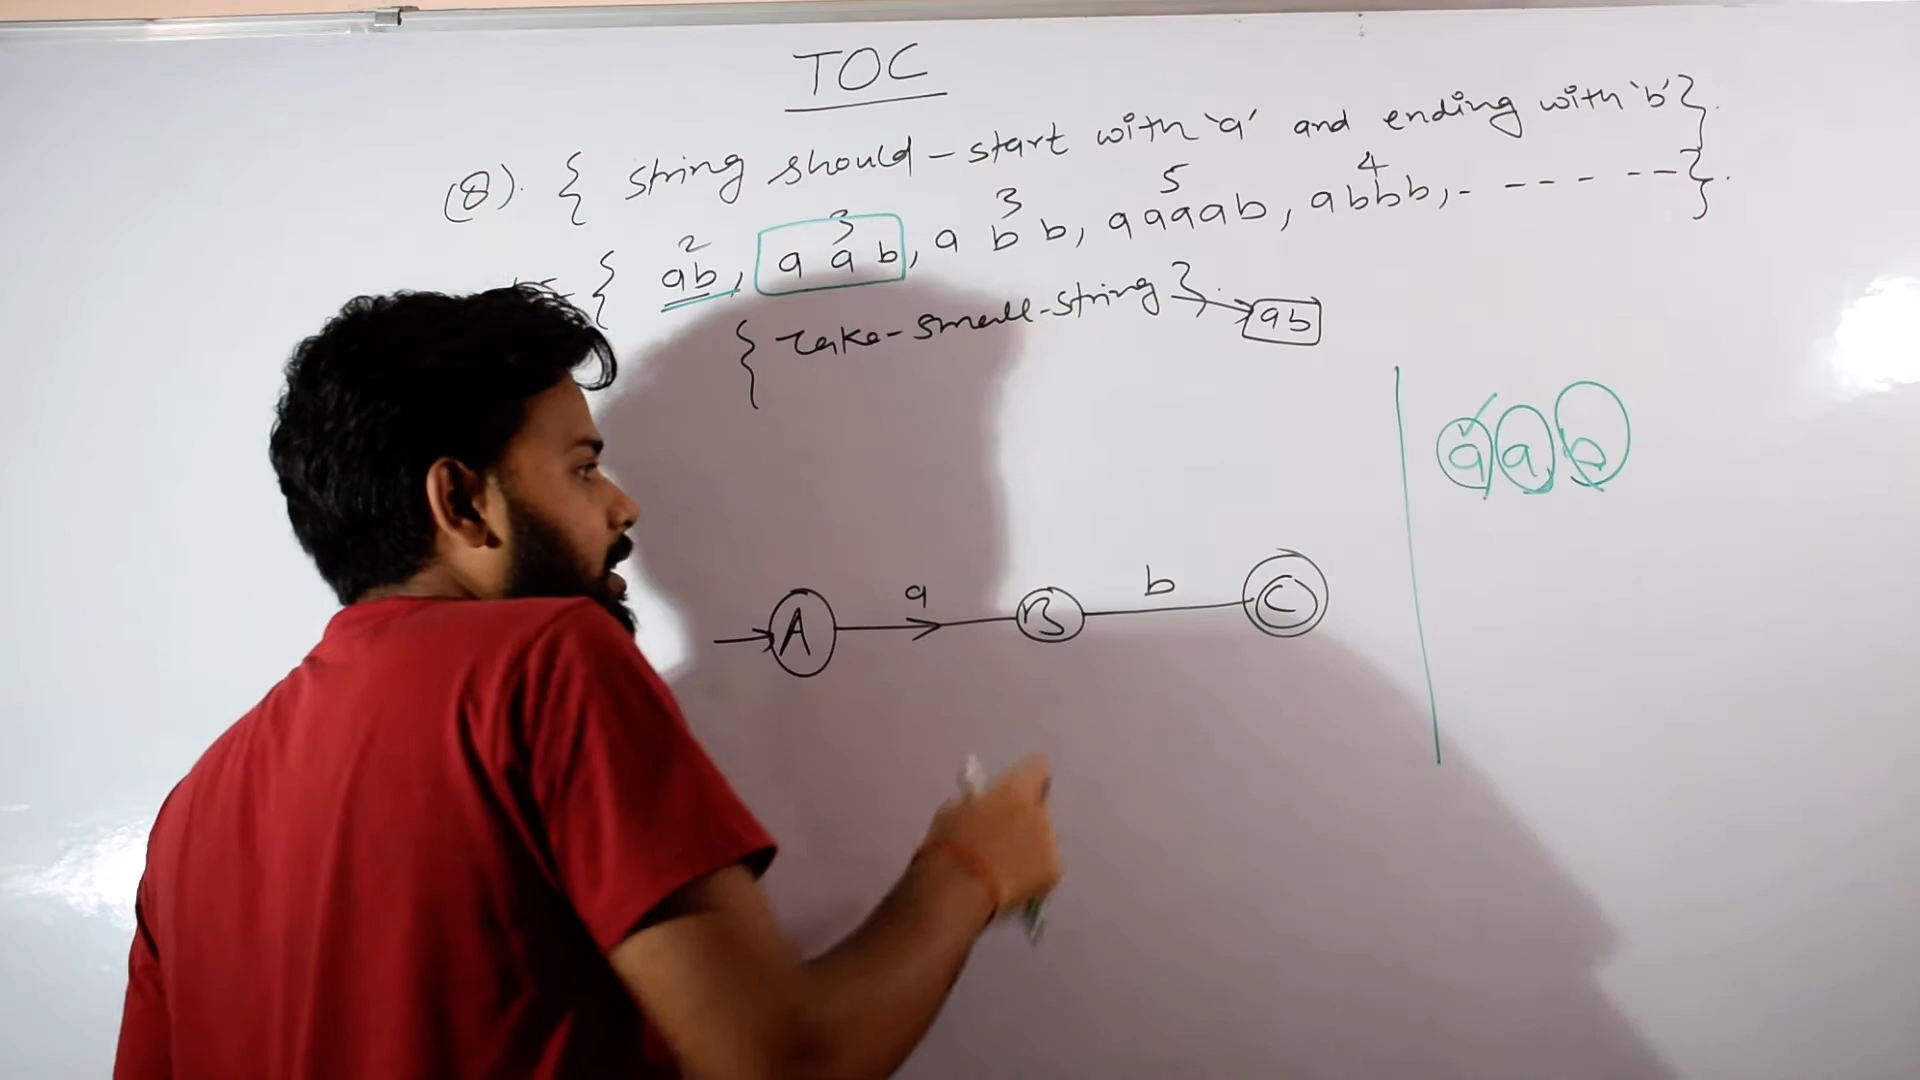 TOC
(8). { string should - start with 'a' and ending with 'b' }.
2 3 3 5 4
{ ab, a a b, a b b, aaaab, abbb, - - - - - - }.
{ Take - small - string }. ab
a a b
a b
A B C